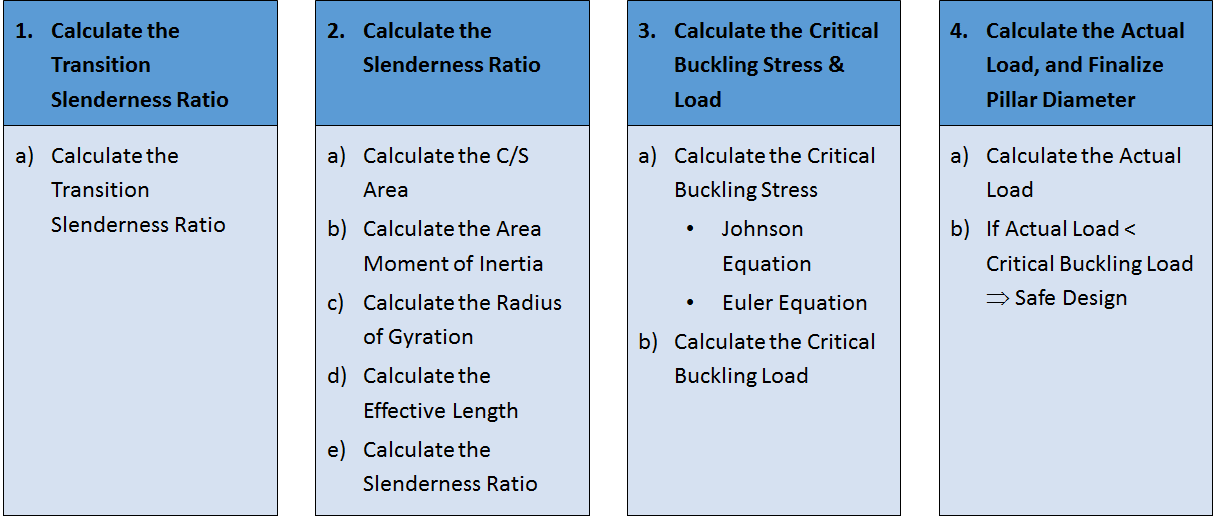 1. Calculate the
Transition
Slenderness Ratio
a) Calculate the
Transition
Slenderness Ratio
2. Calculate the
Slenderness Ratio
a) Calculate the C/S
Area
b) Calculate the Area
Moment of Inertia
c) Calculate the Radius
of Gyration
d) Calculate the
Effective Length
e) Calculate the
Slenderness Ratio
3. Calculate the Critical
Buckling Stress &
Load
a) Calculate the Critical
Buckling Stress
• Johnson
Equation
• Euler Equation
b) Calculate the Critical
Buckling Load
4. Calculate the Actual
Load, and Finalize
Pillar Diameter
a) Calculate the Actual
Load
b) If Actual Load <
Critical Buckling Load
⇒ Safe Design